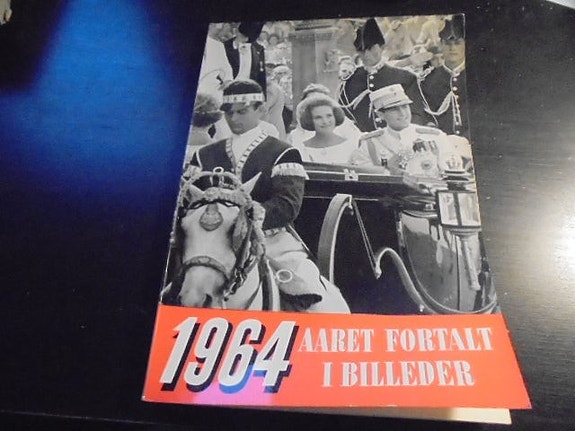 1964
AARET FORTALT
I BILLEDER